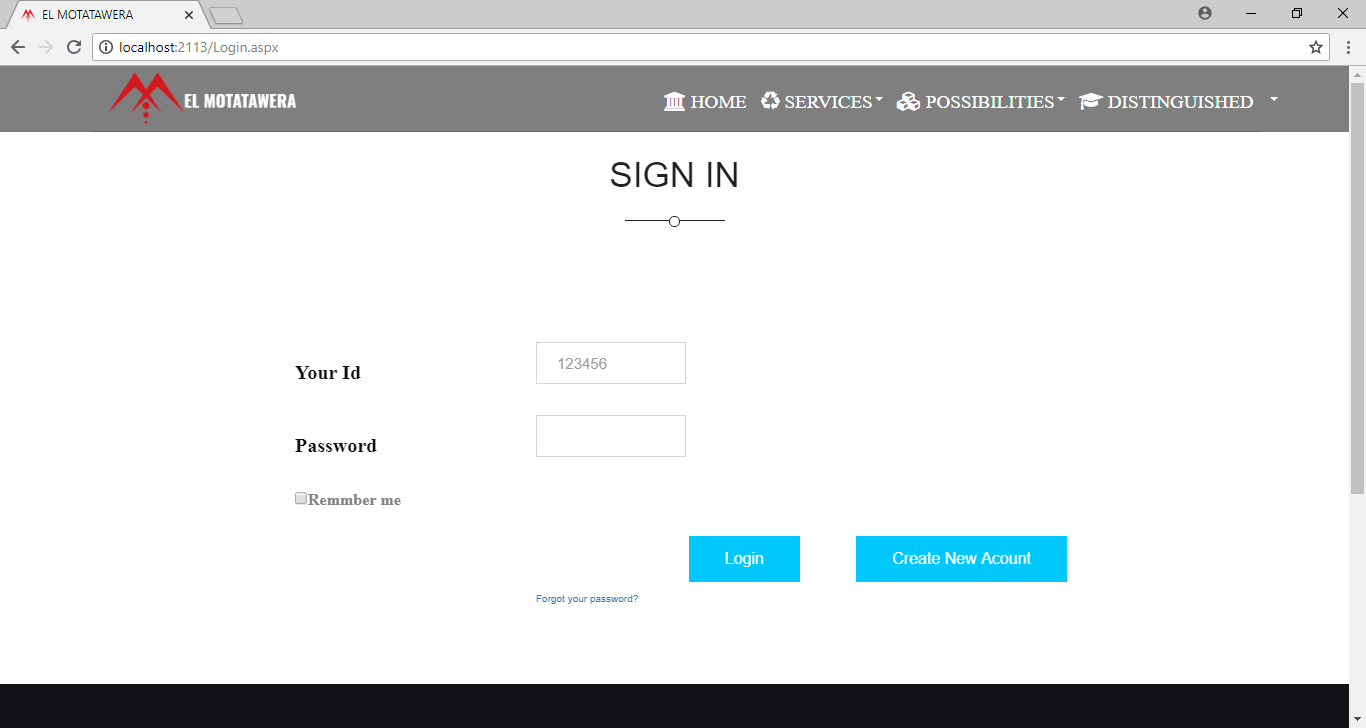 EL MOTATAWERA
localhost:2113/Login.aspx
EL MOTATAWERA HOME SERVICES POSSIBILITIES DISTINGUISHED
SIGN IN
Your Id 123456
Password
Remmber me
Login Create New Acount
Forgot your password?